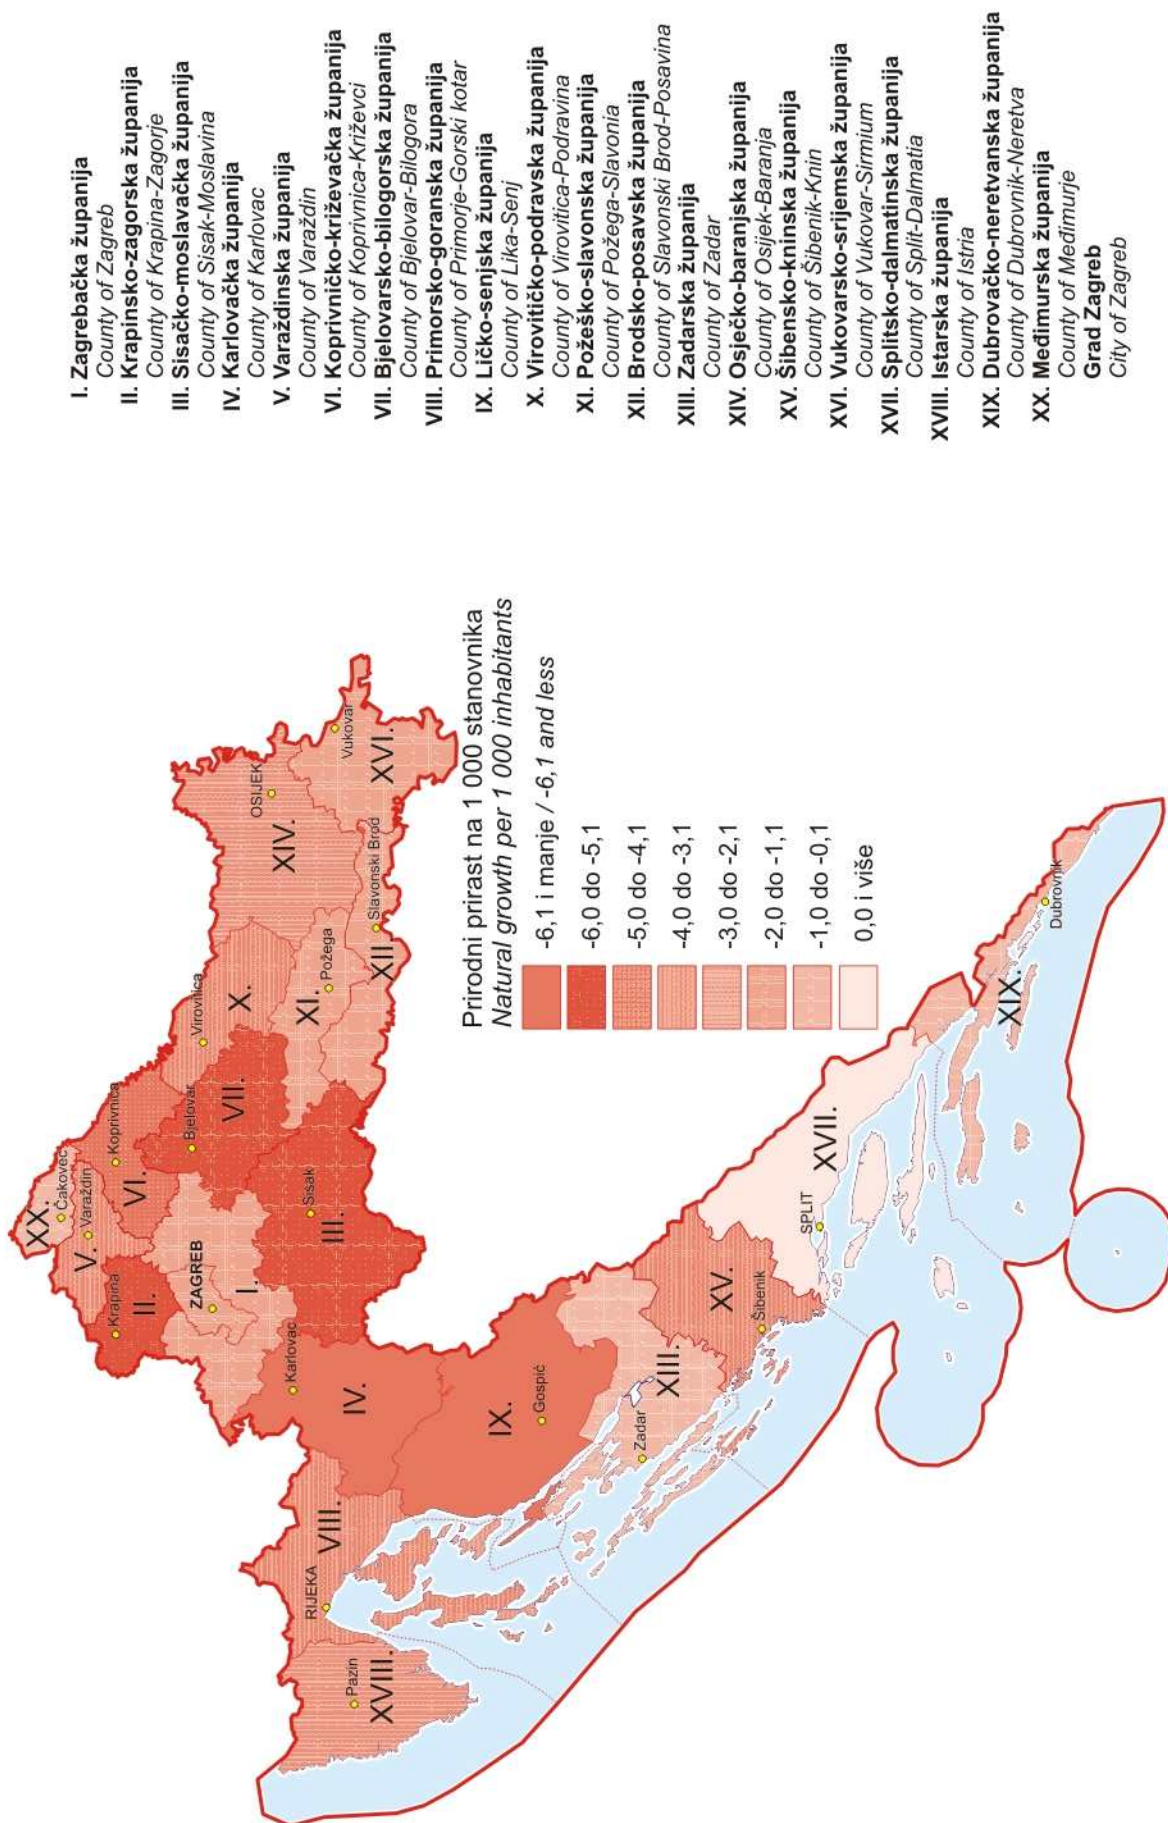 I. Zagrebačka županija
County of Zagreb
II. Krapinsko-zagorska županija
County of Krapina-Zagorje
III. Sisačko-moslavačka županija
County of Sisak-Moslavina
IV. Karlovačka županija
County of Karlovac
V. Varaždinska županija
County of Varaždin
VI. Koprivničko-križevačka županija
County of Koprivnica-Križevci
VII. Bjelovarsko-bilogorska županija
County of Bjelovar-Bilogora
VIII. Primorsko-goranska županija
County of Primorje-Gorski kotar
IX. Ličko-senjska županija
County of Lika-Senj
X. Virovitičko-podravska županija
County of Virovitica-Podravina
XI. Požeško-slavonska županija
County of Požega-Slavonia
XII. Brodsko-posavska županija
County of Slavonski Brod-Posavina
XIII. Zadarska županija
County of Zadar
XIV. Osječko-baranjska županija
County of Osijek-Baranja
XV. Šibensko-kninska županija
County of Šibenik-Knin
XVI. Vukovarsko-srijemska županija
County of Vukovar-Sirmium
XVII. Splitsko-dalmatinska županija
County of Split-Dalmatia
XVIII. Istarska županija
County of Istria
XIX. Dubrovačko-neretvanska županija
County of Dubrovnik-Neretva
XX. Međimurska županija
County of Međimurje
Grad Zagreb
City of Zagreb
Prirodni prirast na 1 000 stanovnika
Natural growth per 1 000 inhabitants
-6,1 i manje / -6,1 and less
-6,0 do -5,1
-5,0 do -4,1
-4,0 do -3,1
-3,0 do -2,1
-2,0 do -1,1
-1,0 do -0,1
0,0 i više
XX.
Čakovec
V.
Varaždin
Krapina
II.
VI.
Koprivnica
ZAGREB
I.
Bjelovar
VII.
Virovitica
X.
OSIJEK
XIV.
Vukovar
XVI.
Požega
XI.
Slavonski Brod
XII
Sisak
III.
Karlovac
IV.
RIJEKA
VIII.
Pazin
XVIII.
IX.
Gospić
Zadar
XIII.
XV.
Šibenik
SPLIT
XVII.
XIX.
Dubrovnik